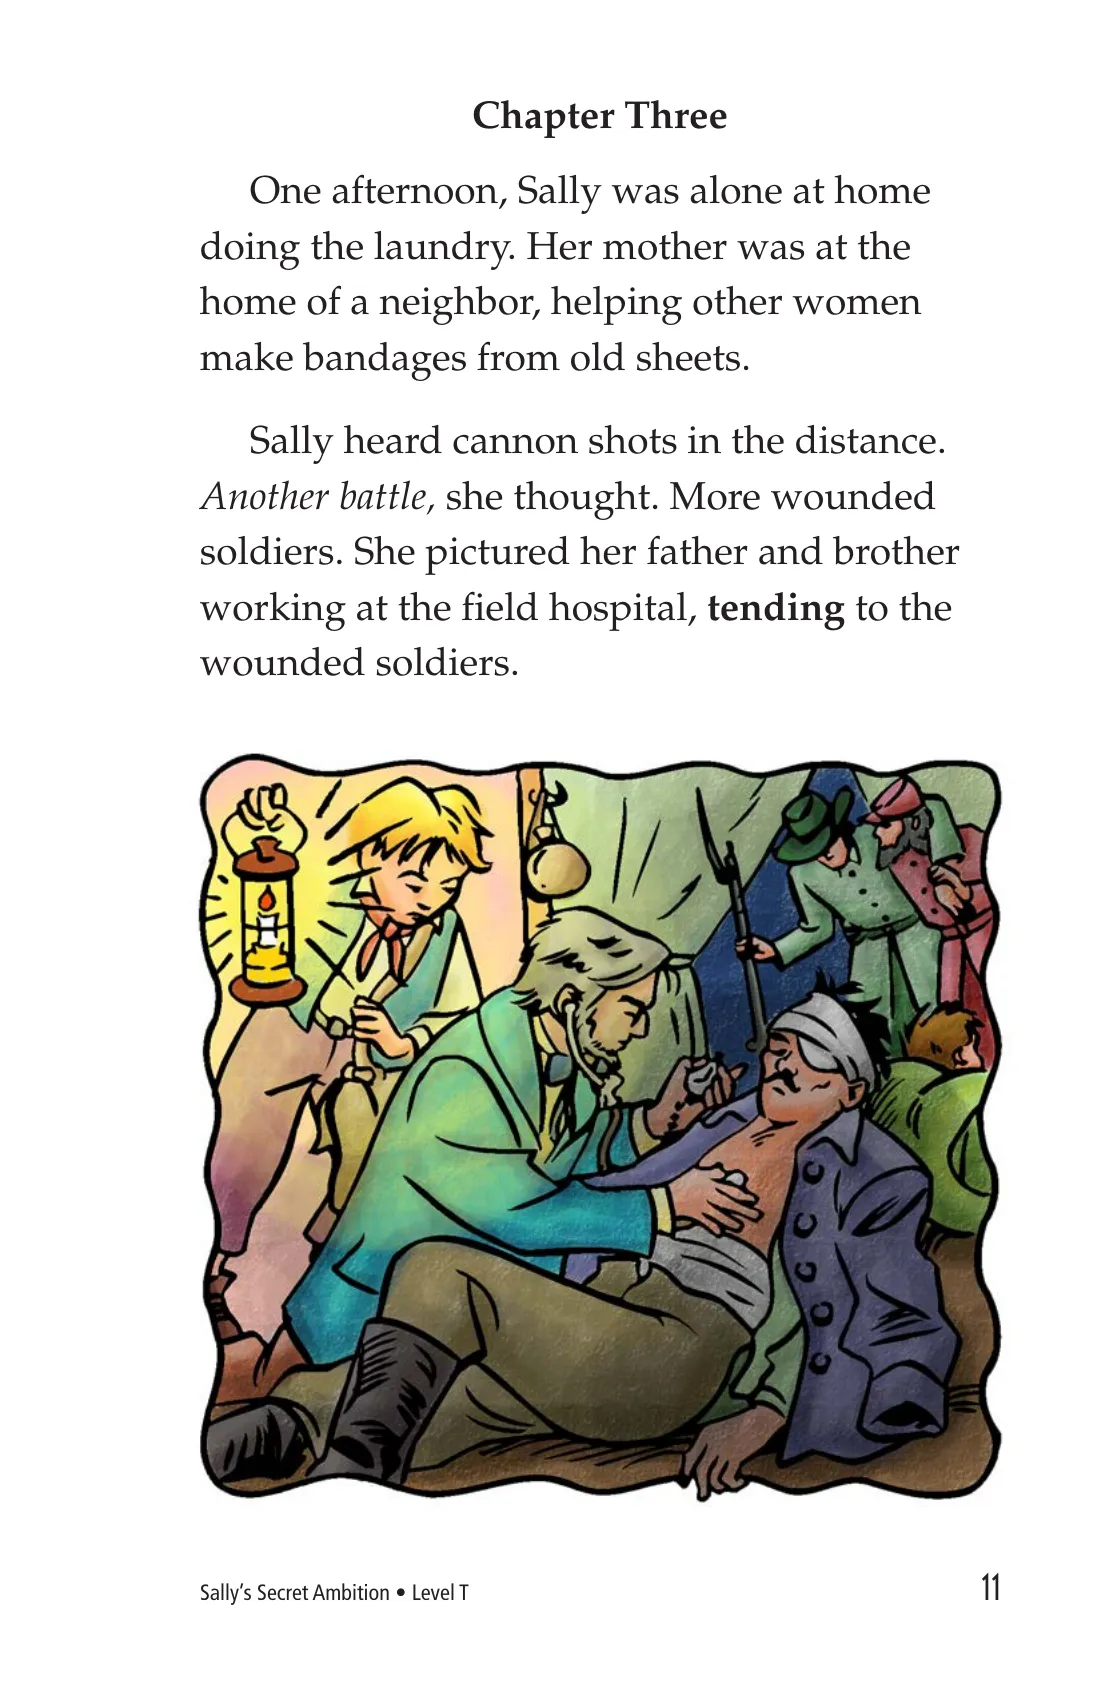 Chapter Three
One afternoon, Sally was alone at home
doing the laundry. Her mother was at the
home of a neighbor, helping other women
make bandages from old sheets.
Sally heard cannon shots in the distance.
Another battle, she thought. More wounded
soldiers. She pictured her father and brother
working at the field hospital, tending to the
wounded soldiers.
Sally's Secret Ambition • Level T
11